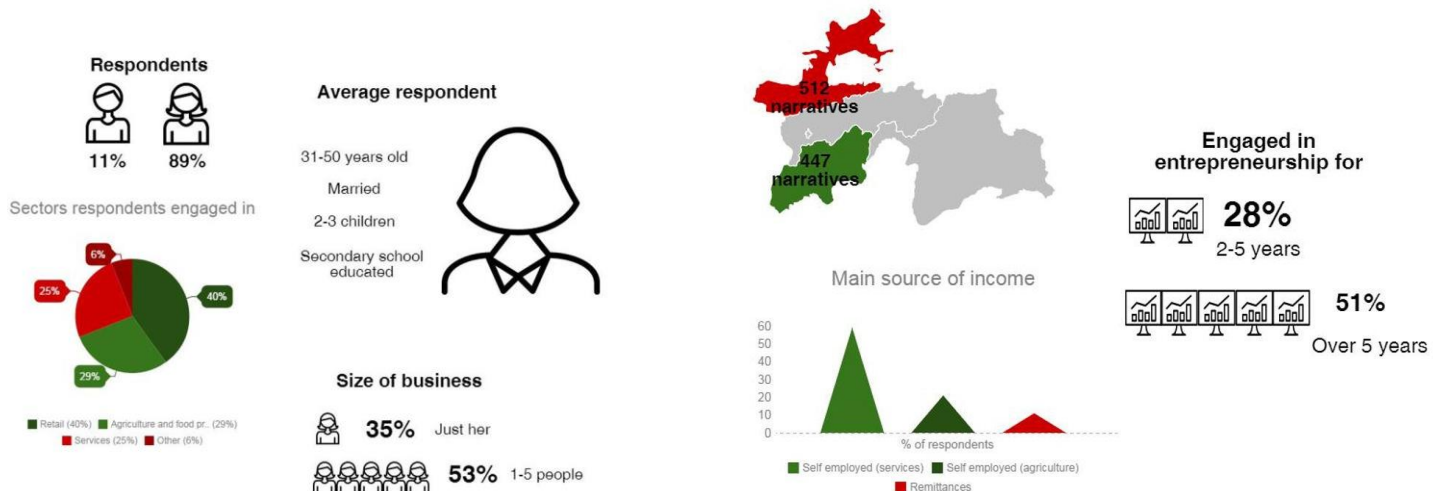 Respondents
11%
89%
Sectors respondents engaged in
6%
25%
40%
29%
Retail (40%)
Agriculture and food pr.. (29%)
Services (25%)
Other (6%)
Average respondent
31-50 years old
Married
2-3 children
Secondary school
educated
Size of business
35%
Just her
53%
1-5 people
512
narratives
447
narratives
Main source of income
60
50
40
30
20
10
0
% of respondents
Self employed (services)
Self employed (agriculture)
Remittances
Engaged in
entrepreneurship for
28%
2-5 years
51%
Over 5 years